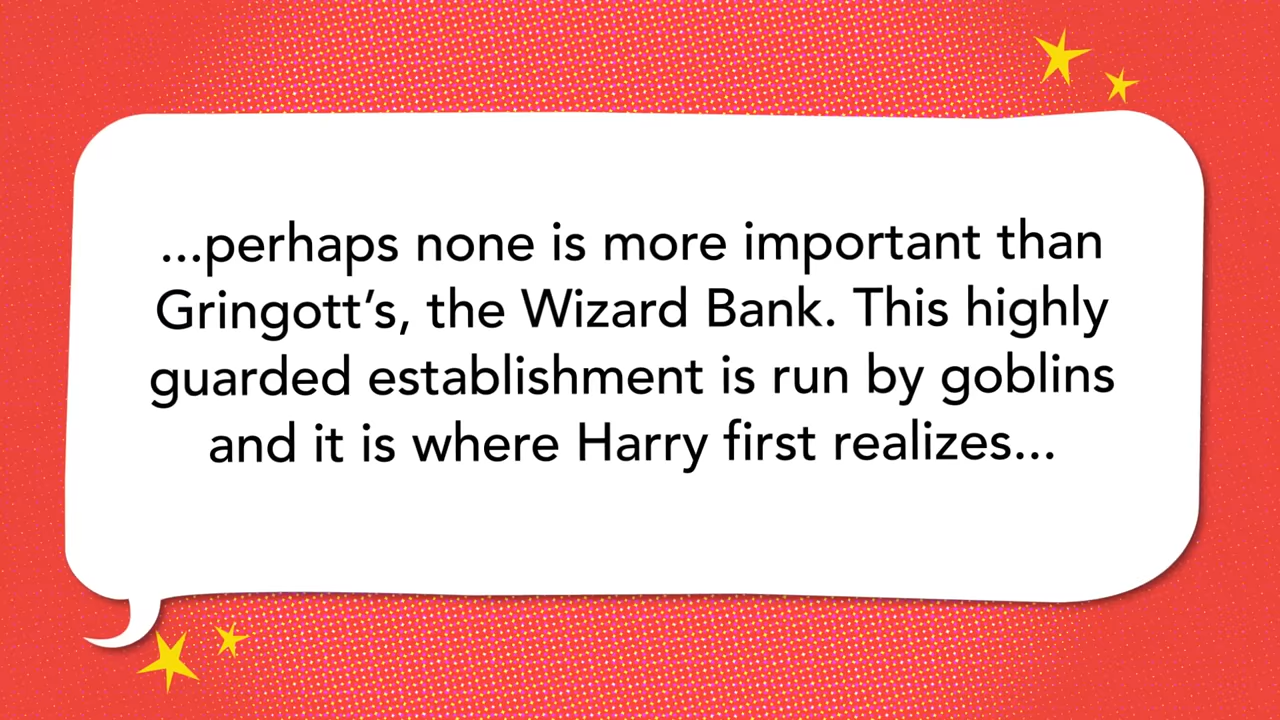 ...perhaps none is more important than
Gringott’s, the Wizard Bank. This highly
guarded establishment is run by goblins
and it is where Harry first realizes...